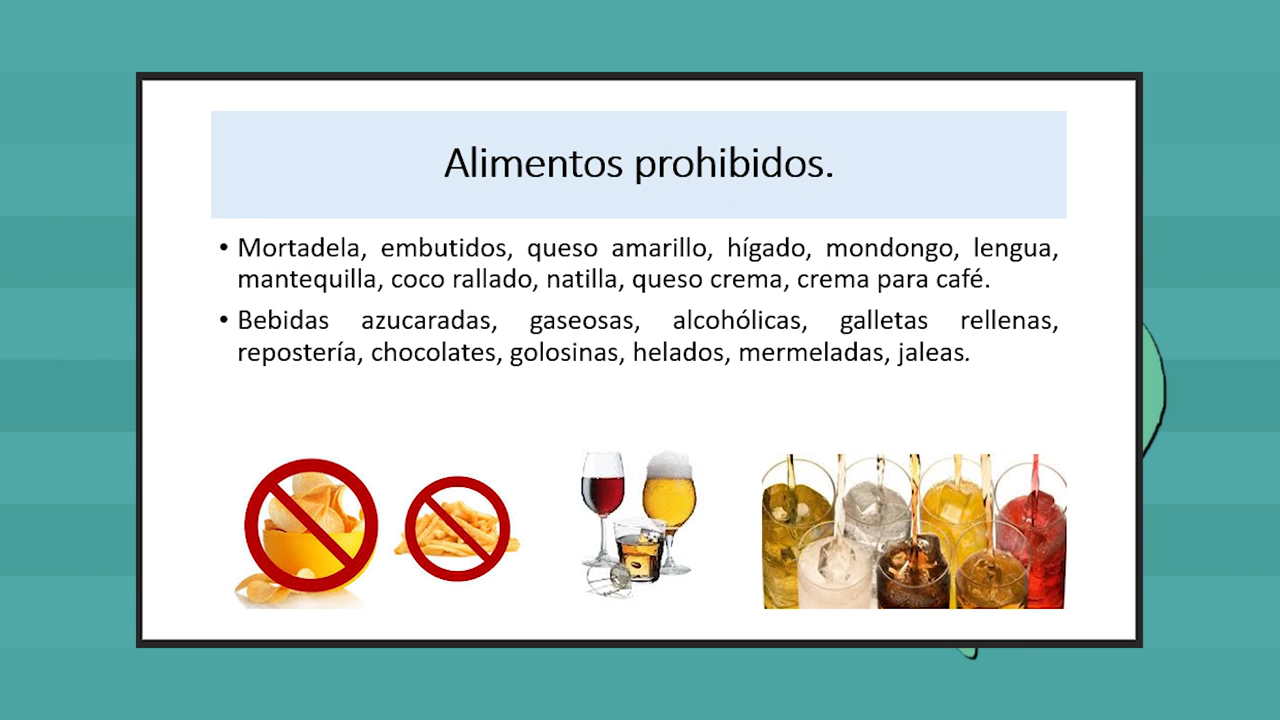 Alimentos prohibidos.
• Mortadela, embutidos, queso amarillo, hígado, mondongo, lengua,
mantequilla, coco rallado, natilla, queso crema, crema para café.
• Bebidas azucaradas, gaseosas, alcohólicas, galletas rellenas,
repostería, chocolates, golosinas, helados, mermeladas, jaleas.